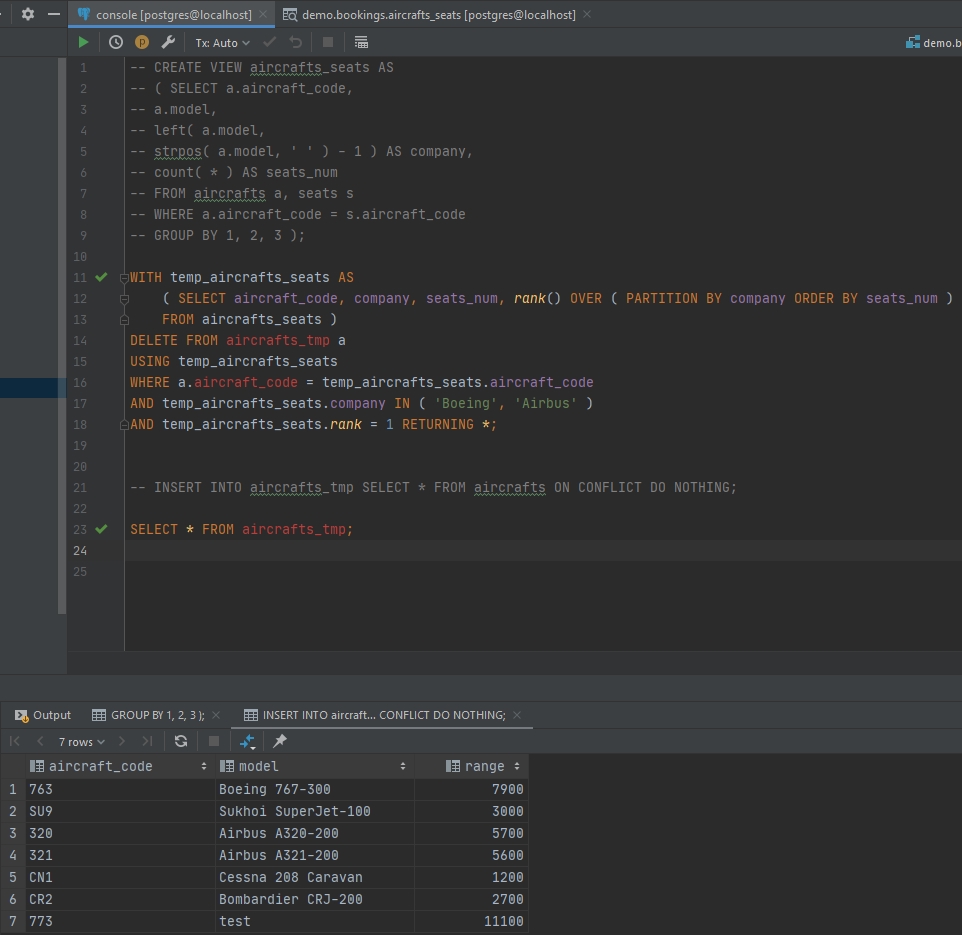 console [postgres@localhost]
demo.bookings.aircrafts_seats [postgres@localhost]
Tx: Auto
demo.b
1 -- CREATE VIEW aircrafts_seats AS
2 -- ( SELECT a.aircraft_code,
3 -- a.model,
4 -- left( a.model,
5 -- strpos( a.model, ' ' ) - 1 ) AS company,
6 -- count( * ) AS seats_num
7 -- FROM aircrafts a, seats s
8 -- WHERE a.aircraft_code = s.aircraft_code
9 -- GROUP BY 1, 2, 3 );
10
11 WITH temp_aircrafts_seats AS
12 ( SELECT aircraft_code, company, seats_num, rank() OVER ( PARTITION BY company ORDER BY seats_num )
13 FROM aircrafts_seats )
14 DELETE FROM aircrafts_tmp a
15 USING temp_aircrafts_seats
16 WHERE a.aircraft_code = temp_aircrafts_seats.aircraft_code
17 AND temp_aircrafts_seats.company IN ( 'Boeing', 'Airbus' )
18 AND temp_aircrafts_seats.rank = 1 RETURNING *;
19
20
21 -- INSERT INTO aircrafts_tmp SELECT * FROM aircrafts ON CONFLICT DO NOTHING;
22
23 SELECT * FROM aircrafts_tmp;
24
25
Output
GROUP BY 1, 2, 3 );
INSERT INTO aircraft... CONFLICT DO NOTHING;
7 rows
aircraft_code model range
1 763 Boeing 767-300 7900
2 SU9 Sukhoi SuperJet-100 3000
3 320 Airbus A320-200 5700
4 321 Airbus A321-200 5600
5 CN1 Cessna 208 Caravan 1200
6 CR2 Bombardier CRJ-200 2700
7 773 test 11100